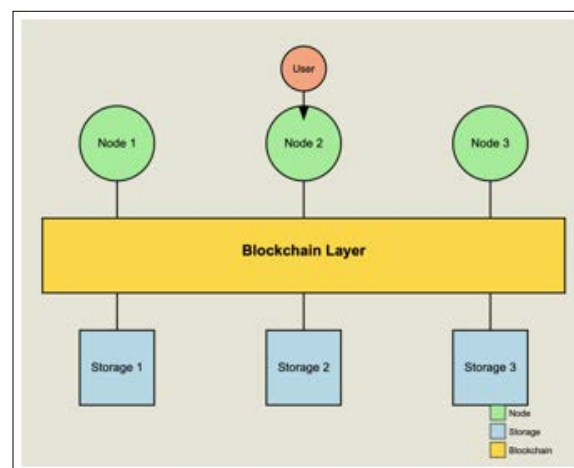 User
Node 1
Node 2
Node 3
Blockchain Layer
Storage 1
Storage 2
Storage 3
Node
Storage
Blockchain